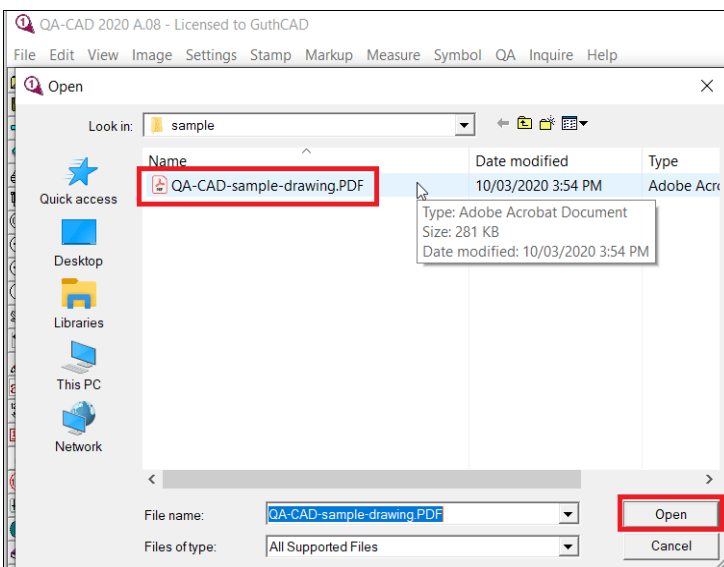 QA-CAD 2020 A.08 - Licensed to GuthCAD
File Edit View Image Settings Stamp Markup Measure Symbol QA Inquire Help
Open
Look in: sample
Name Date modified Type
QA-CAD-sample-drawing.PDF 10/03/2020 3:54 PM Adobe Acr
Type: Adobe Acrobat Document
Size: 281 KB
Date modified: 10/03/2020 3:54 PM
Quick access
Desktop
Libraries
This PC
Network
File name: QA-CAD-sample-drawing.PDF Open
Files of type: All Supported Files Cancel